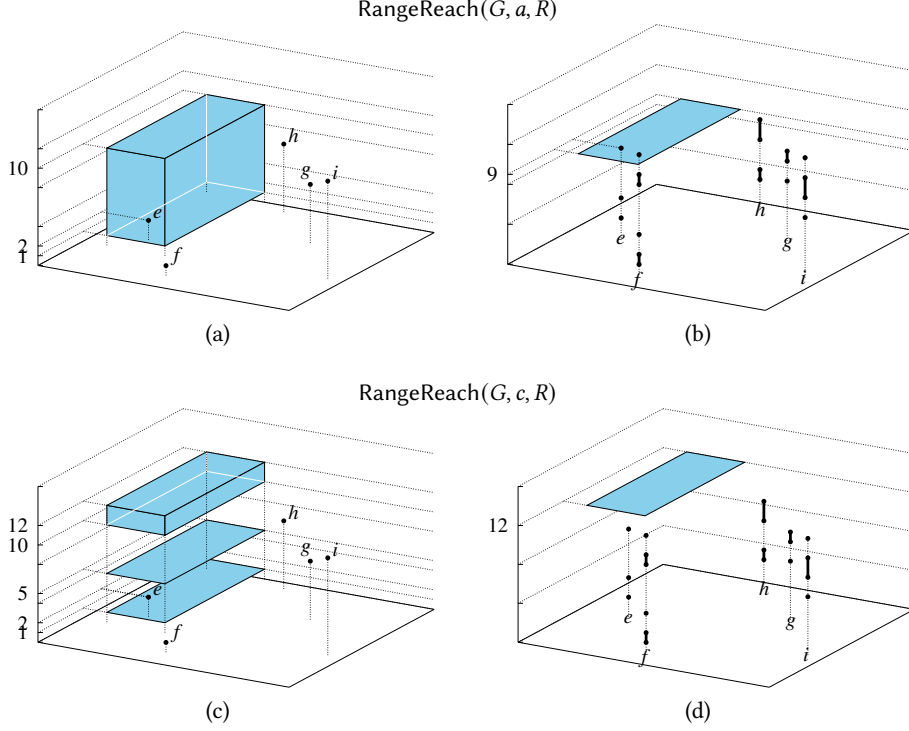 RangeReach(G, a, R)
10
2
1
e
f
h
g
i
(a)
9
e
f
h
g
i
(b)
RangeReach(G, c, R)
12
10
5
2
1
e
f
h
g
i
(c)
12
e
f
h
g
i
(d)